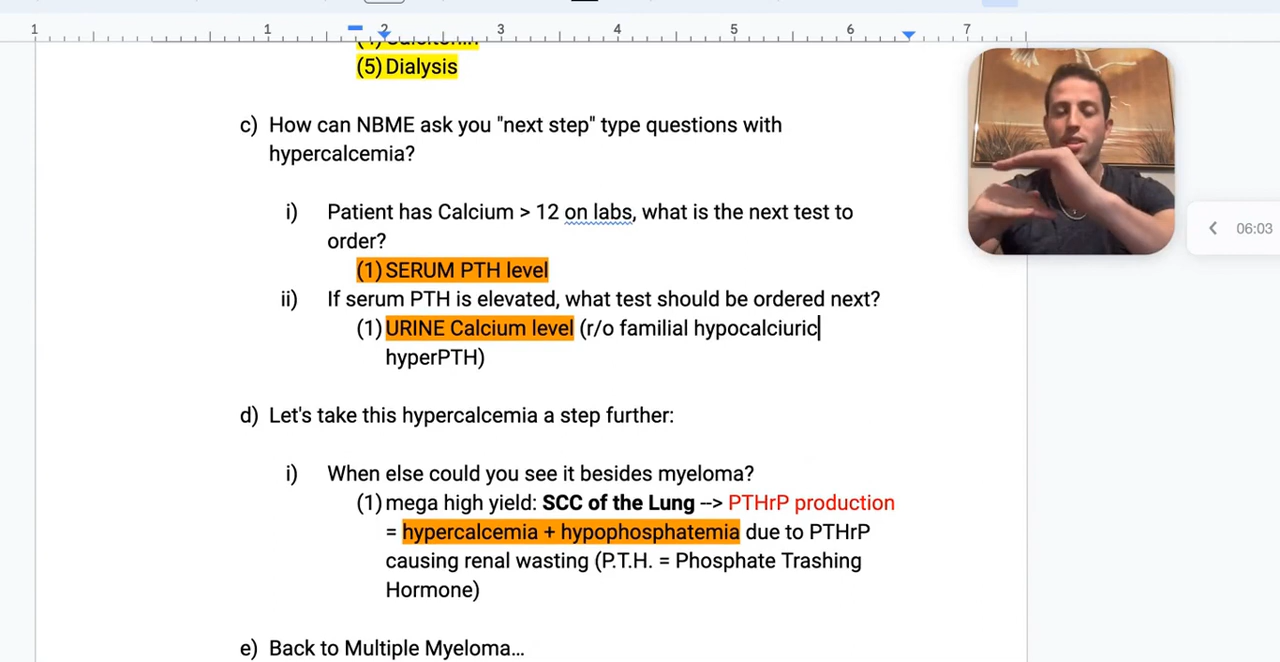 1 1 2 3 4 5 6 7
(5) Dialysis
c) How can NBME ask you "next step" type questions with
hypercalcemia?
06:03
i) Patient has Calcium > 12 on labs, what is the next test to
order?
(1) SERUM PTH level
ii) If serum PTH is elevated, what test should be ordered next?
(1) URINE Calcium level (r/o familial hypocalciuric
hyperPTH)
d) Let's take this hypercalcemia a step further:
i) When else could you see it besides myeloma?
(1) mega high yield: SCC of the Lung --> PTHrP production
= hypercalcemia + hypophosphatemia due to PTHrP
causing renal wasting (P.T.H. = Phosphate Trashing
Hormone)
e) Back to Multiple Myeloma...